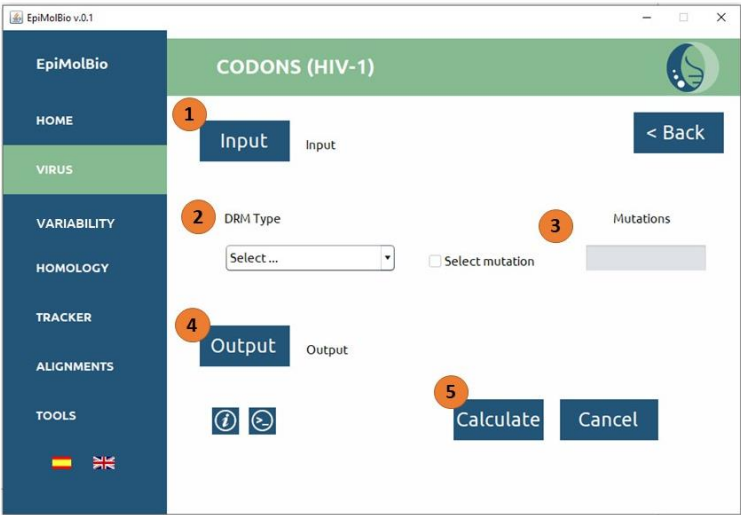 EpiMolBio v.0.1
EpiMolBio
CODONS (HIV-1)
HOME
VIRUS
VARIABILITY
HOMOLOGY
TRACKER
ALIGNMENTS
TOOLS
1
Input
Input
< Back
2
DRM Type
3
Mutations
Select ...
Select mutation
4
Output
Output
5
Calculate
Cancel